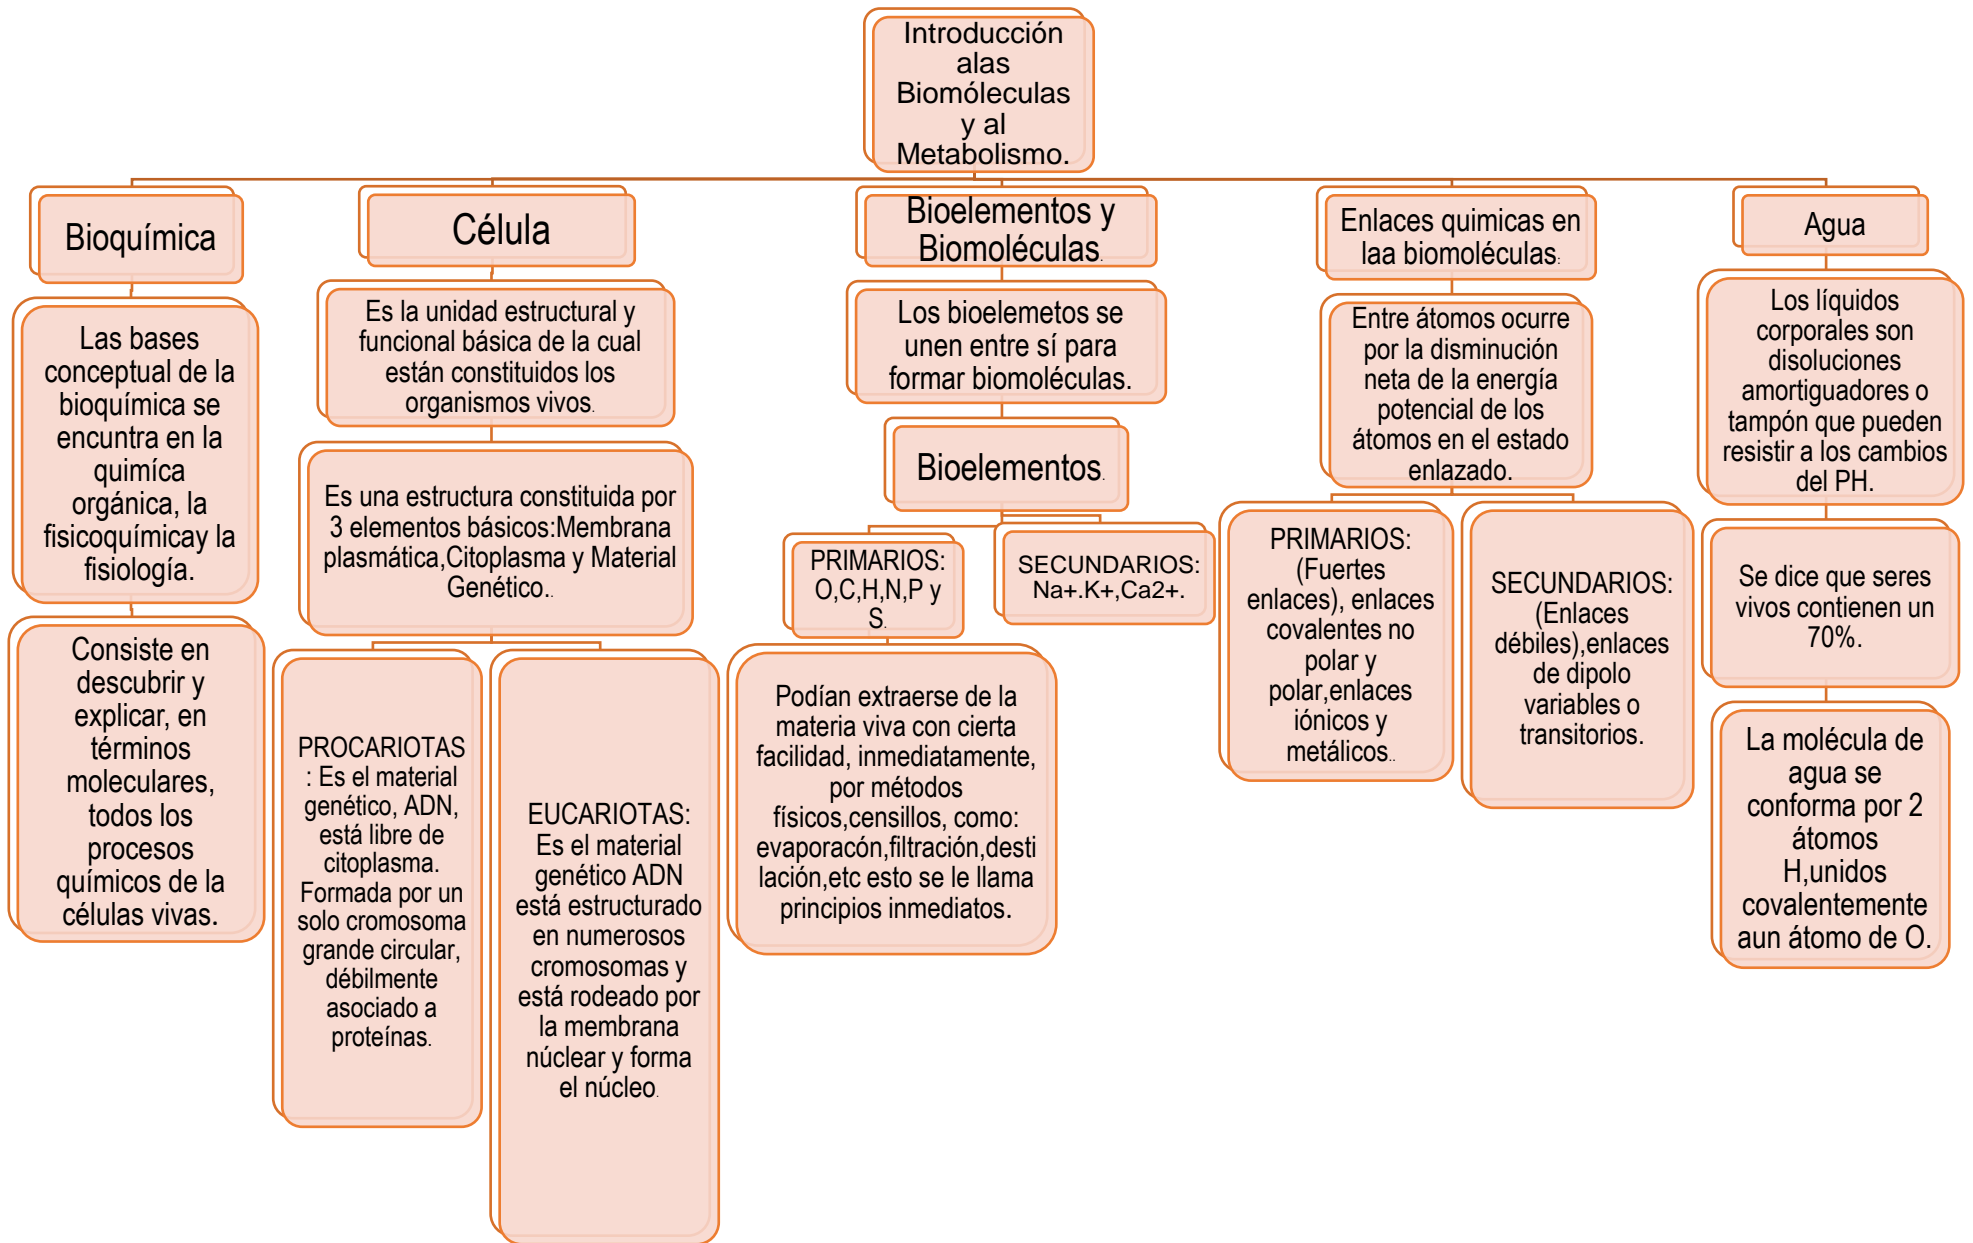 Introducción
alas
Biomóleculas
y al
Metabolismo.
Bioquímica
Las bases
conceptual de la
bioquímica se
encuntra en la
quimíca
orgánica, la
fisicoquímicay la
fisiología.
Consiste en
descubrir y
explicar, en
términos
moleculares,
todos los
procesos
químicos de la
células vivas.
Célula
Es la unidad estructural y
funcional básica de la cual
están constituidos los
organismos vivos.
Es una estructura constituida por
3 elementos básicos:Membrana
plasmática,Citoplasma y Material
Genético..
PROCARIOTAS
: Es el material
genético, ADN,
está libre de
citoplasma.
Formada por un
solo cromosoma
grande circular,
débilmente
asociado a
proteínas.
EUCARIOTAS:
Es el material
genético ADN
está estructurado
en numerosos
cromosomas y
está rodeado por
la membrana
núclear y forma
el núcleo.
Bioelementos y
Biomoléculas.
Los bioelemetos se
unen entre sí para
formar biomoléculas.
Bioelementos.
PRIMARIOS:
O,C,H,N,P y
S.
Podían extraerse de la
materia viva con cierta
facilidad, inmediatamente,
por métodos
físicos,censillos, como:
evaporacón,filtración,desti
lación,etc esto se le llama
principios inmediatos.
SECUNDARIOS:
Na+.K+,Ca2+.
Enlaces quimicas en
laa biomoléculas.
Entre átomos ocurre
por la disminución
neta de la energía
potencial de los
átomos en el estado
enlazado.
PRIMARIOS:
(Fuertes
enlaces), enlaces
covalentes no
polar y
polar,enlaces
iónicos y
metálicos..
SECUNDARIOS:
(Enlaces
débiles),enlaces
de dipolo
variables o
transitorios.
Agua
Los líquidos
corporales son
disoluciones
amortiguadores o
tampón que pueden
resistir a los cambios
del PH.
Se dice que seres
vivos contienen un
70%.
La molécula de
agua se
conforma por 2
átomos
H,unidos
covalentemente
aun átomo de O.